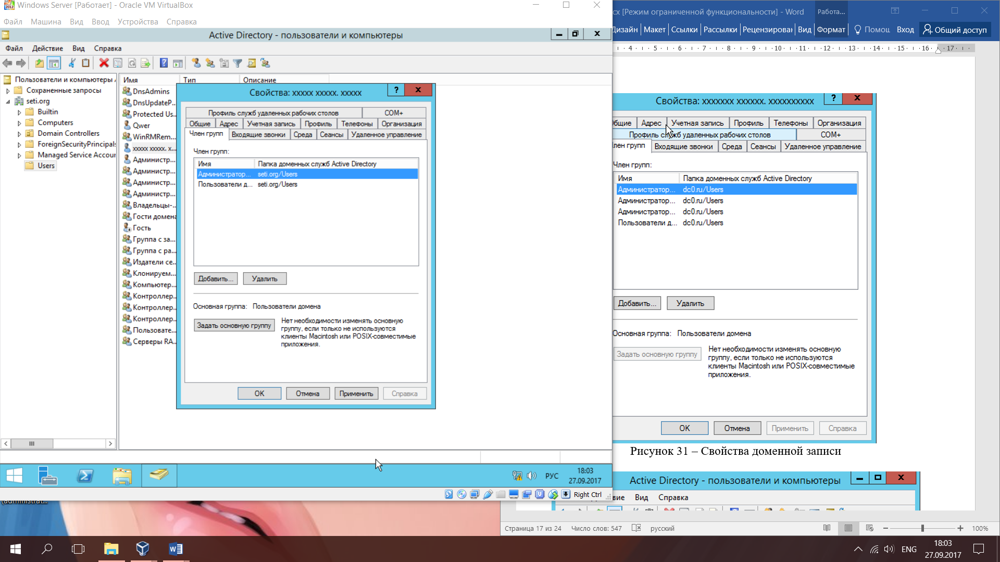 Windows Server [Работает] - Oracle VM VirtualBox
Файл Машина Вид Ввод Устройства Справка
Active Directory - пользователи и компьютеры
Файл Действие Вид Справка
Пользователи и компьютеры
Сохраненные запросы
seti.org
Builtin
Computers
Domain Controllers
ForeignSecurityPrincipals
Managed Service Accour
Users
Имя Тип Описание
DnsAdmins
DnsUpdateP...
Protected Us...
Qwer
WinRMRem...
xxxxx xxxxx. x...
Администр...
Администр...
Администр...
Администр...
Владельцы-...
Гости домена
Гость
Группа с за...
Группа с ра...
Издатели се...
Клонируем...
Компьютер...
Контроллер...
Контроллер...
Контроллер...
Пользовате...
Серверы RA...
Свойства: xxxxx xxxxx. xxxxx
? x
Профиль служб удаленных рабочих столов COM+
Общие Адрес Учетная запись Профиль Телефоны Организация
Член групп Входящие звонки Среда Сеансы Удаленное управление
Член групп:
Имя Папка доменных служб Active Directory
Администратор... seti.org/Users
Пользователи д... seti.org/Users
Добавить... Удалить
Основная группа: Пользователи домена
Задать основную группу
Нет необходимости изменять основную
группу, если только не используются
клиенты Macintosh или POSIX-совместимые
приложения.
OK Отмена Применить Справка
РУС
18:03
27.09.2017
Right Ctrl
сх [Режим ограниченной функциональности] - Word Работа...
Дизайн Макет Ссылки Рассылки Рецензирован Вид Формат Помощ Вход Общий доступ
4 5 6 7 8 9 10 11 12 13 14 15 16 17
Свойства: xxxxxxx xxxxxx. xxxxxxxxxx
? x
бщие Адрес Учетная запись Профиль Телефоны Организация
Профиль служб удаленных рабочих столов COM+
лен групп Входящие звонки Среда Сеансы Удаленное управление
Член групп:
Имя Папка доменных служб Active Directory
Администратор... dc0.ru/Users
Администратор... dc0.ru/Users
Администратор... dc0.ru/Users
Пользователи д... dc0.ru/Users
Добавить... Удалить
Основная группа: Пользователи домена
Задать основную группу
Нет необходимости изменять основную
группу, если только не используются
клиенты Macintosh или POSIX-совместимые
приложения.
OK Отмена Применить Справка
Рисунок 31 – Свойства доменной записи
Active Directory - пользователи и компьютеры
вие Вид Справка
Страница 17 из 24 Число слов: 547 русский 100%
ENG
18:03
27.09.2017